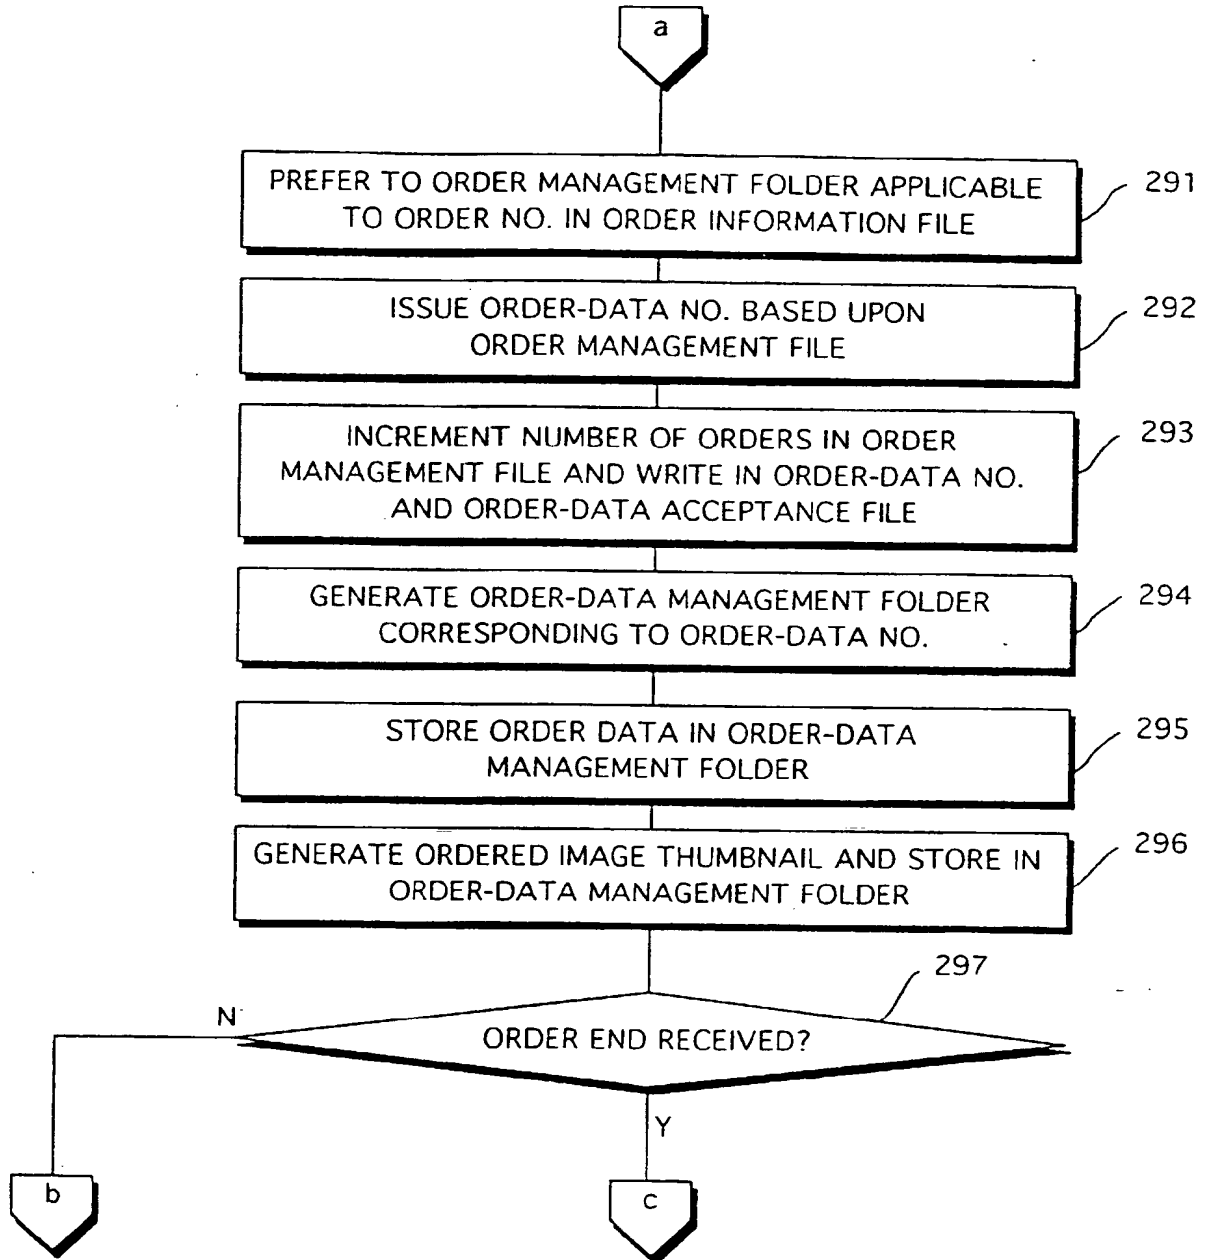 a
PREFER TO ORDER MANAGEMENT FOLDER APPLICABLE
TO ORDER NO. IN ORDER INFORMATION FILE
291
ISSUE ORDER-DATA NO. BASED UPON
ORDER MANAGEMENT FILE
292
INCREMENT NUMBER OF ORDERS IN ORDER
MANAGEMENT FILE AND WRITE IN ORDER-DATA NO.
AND ORDER-DATA ACCEPTANCE FILE
293
GENERATE ORDER-DATA MANAGEMENT FOLDER
CORRESPONDING TO ORDER-DATA NO.
294
STORE ORDER DATA IN ORDER-DATA
MANAGEMENT FOLDER
295
GENERATE ORDERED IMAGE THUMBNAIL AND STORE IN
ORDER-DATA MANAGEMENT FOLDER
296
297
N
ORDER END RECEIVED?
Y
b
c